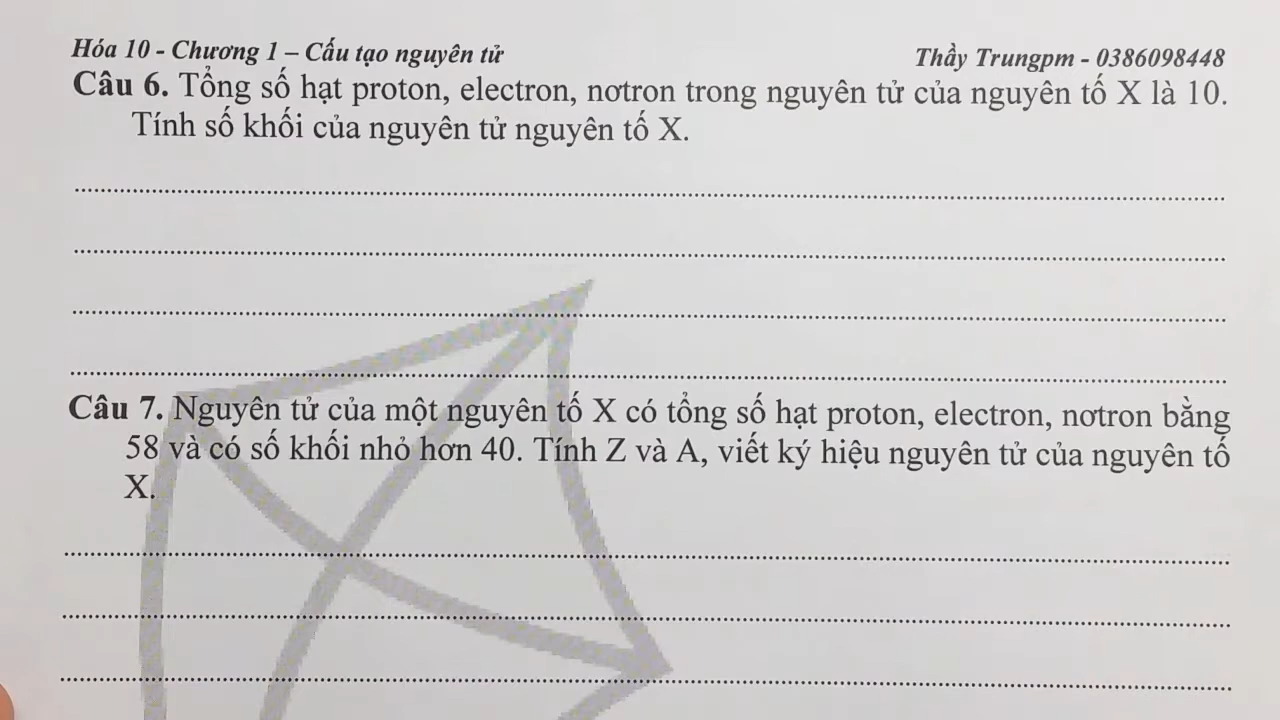 Hóa 10 - Chương 1 – Cấu tạo nguyên tử
Thầy Trungpm - 0386098448
Câu 6. Tổng số hạt proton, electron, nơtron trong nguyên tử của nguyên tố X là 10.
Tính số khối của nguyên tử nguyên tố X.
Câu 7. Nguyên tử của một nguyên tố X có tổng số hạt proton, electron, nơtron bằng
58 và có số khối nhỏ hơn 40. Tính Z và A, viết ký hiệu nguyên tử của nguyên tố
X.